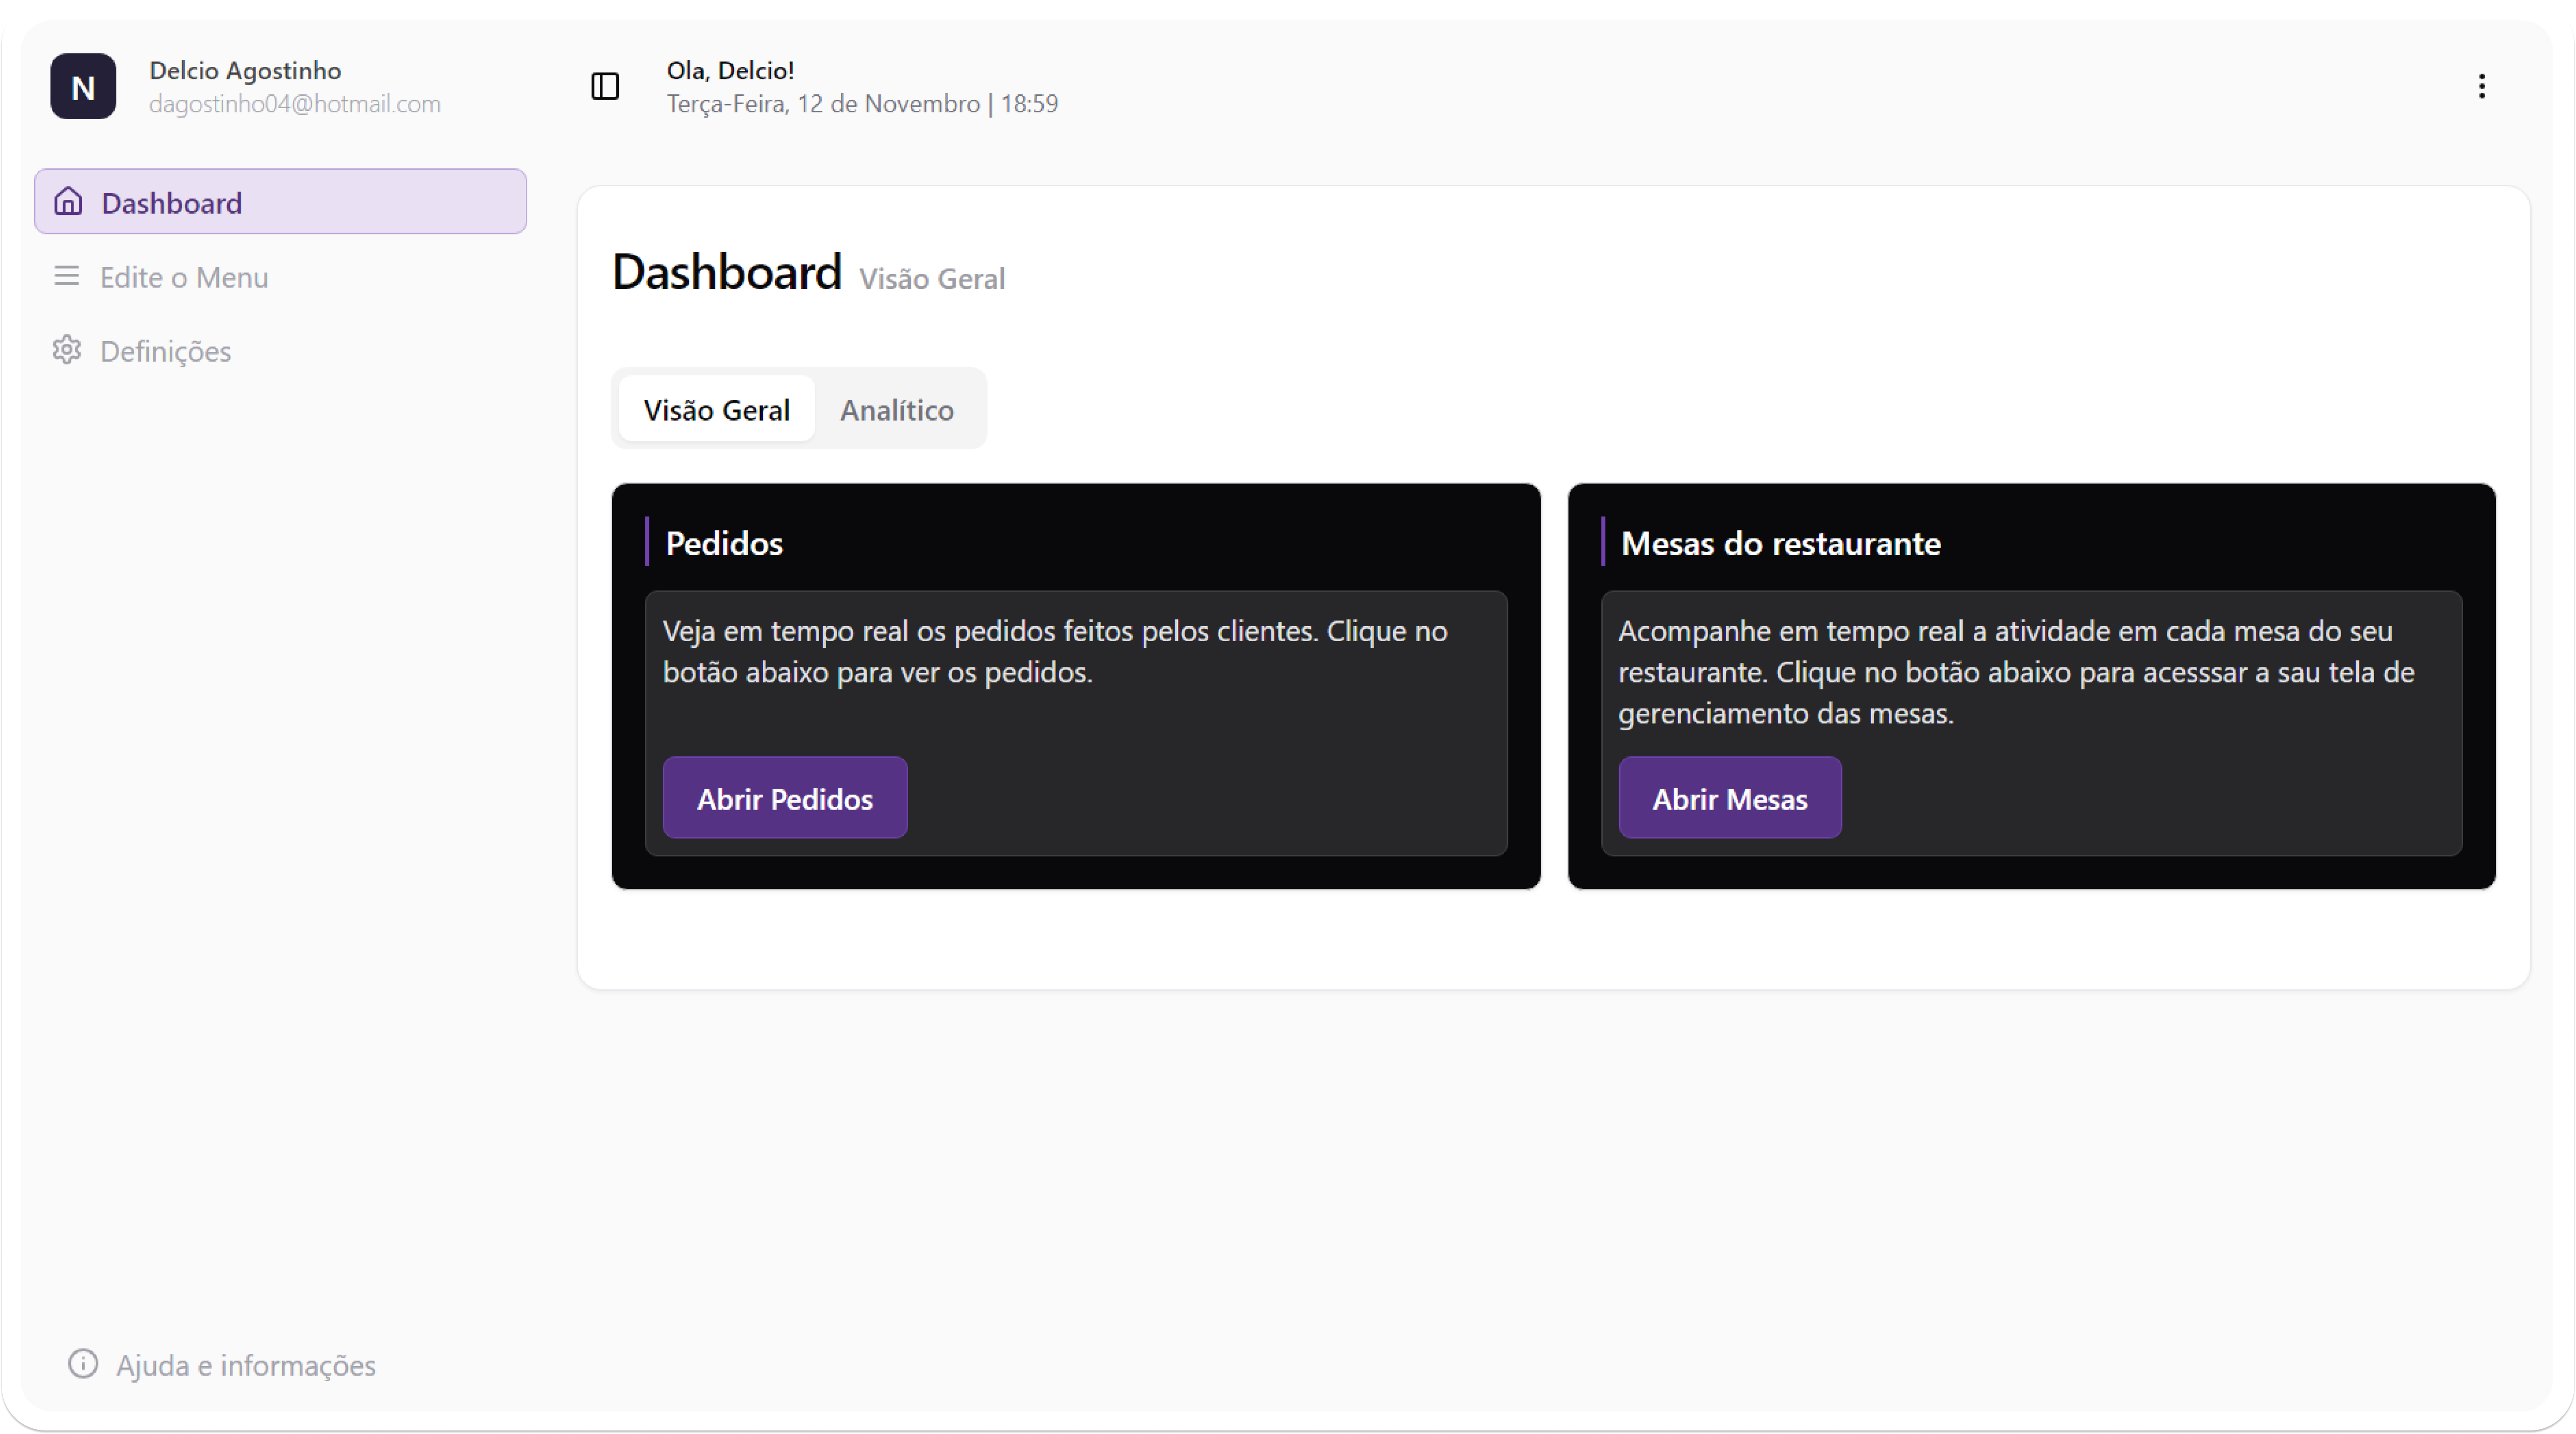 N
Delcio Agostinho
dagostinho04@hotmail.com
Ola, Delcio!
Terça-Feira, 12 de Novembro | 18:59
Dashboard
Edite o Menu
Definições
Ajuda e informações
Dashboard Visão Geral
Visão Geral Analítico
Pedidos
Veja em tempo real os pedidos feitos pelos clientes. Clique no
botão abaixo para ver os pedidos.
Abrir Pedidos
Mesas do restaurante
Acompanhe em tempo real a atividade em cada mesa do seu
restaurante. Clique no botão abaixo para acesssar a sau tela de
gerenciamento das mesas.
Abrir Mesas